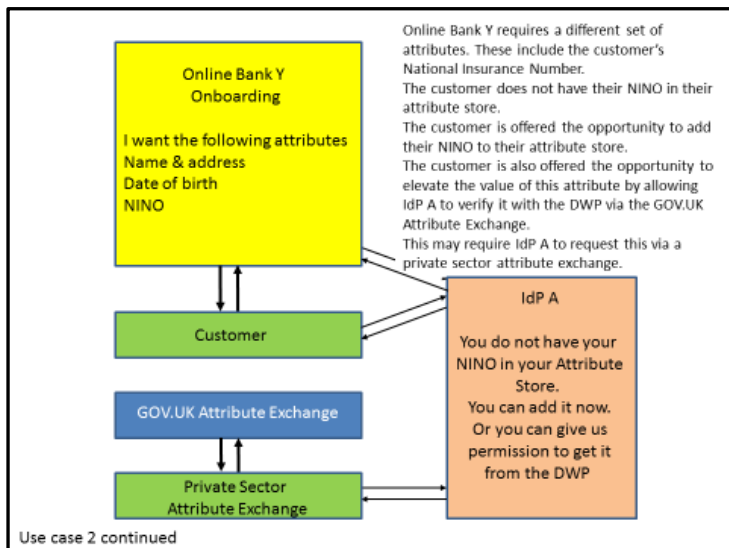 Online Bank Y
Onboarding
I want the following attributes
Name & address
Date of birth
NINO
Online Bank Y requires a different set of
attributes. These include the customer's
National Insurance Number.
The customer does not have their NINO in their
attribute store.
The customer is offered the opportunity to add
their NINO to their attribute store.
The customer is also offered the opportunity to
elevate the value of this attribute by allowing
IdP A to verify it with the DWP via the GOV.UK
Attribute Exchange.
This may require IdP A to request this via a
private sector attribute exchange.
Customer
IdP A
You do not have your
NINO in your Attribute
Store.
You can add it now.
Or you can give us
permission to get it
from the DWP
GOV.UK Attribute Exchange
Private Sector
Attribute Exchange
Use case 2 continued